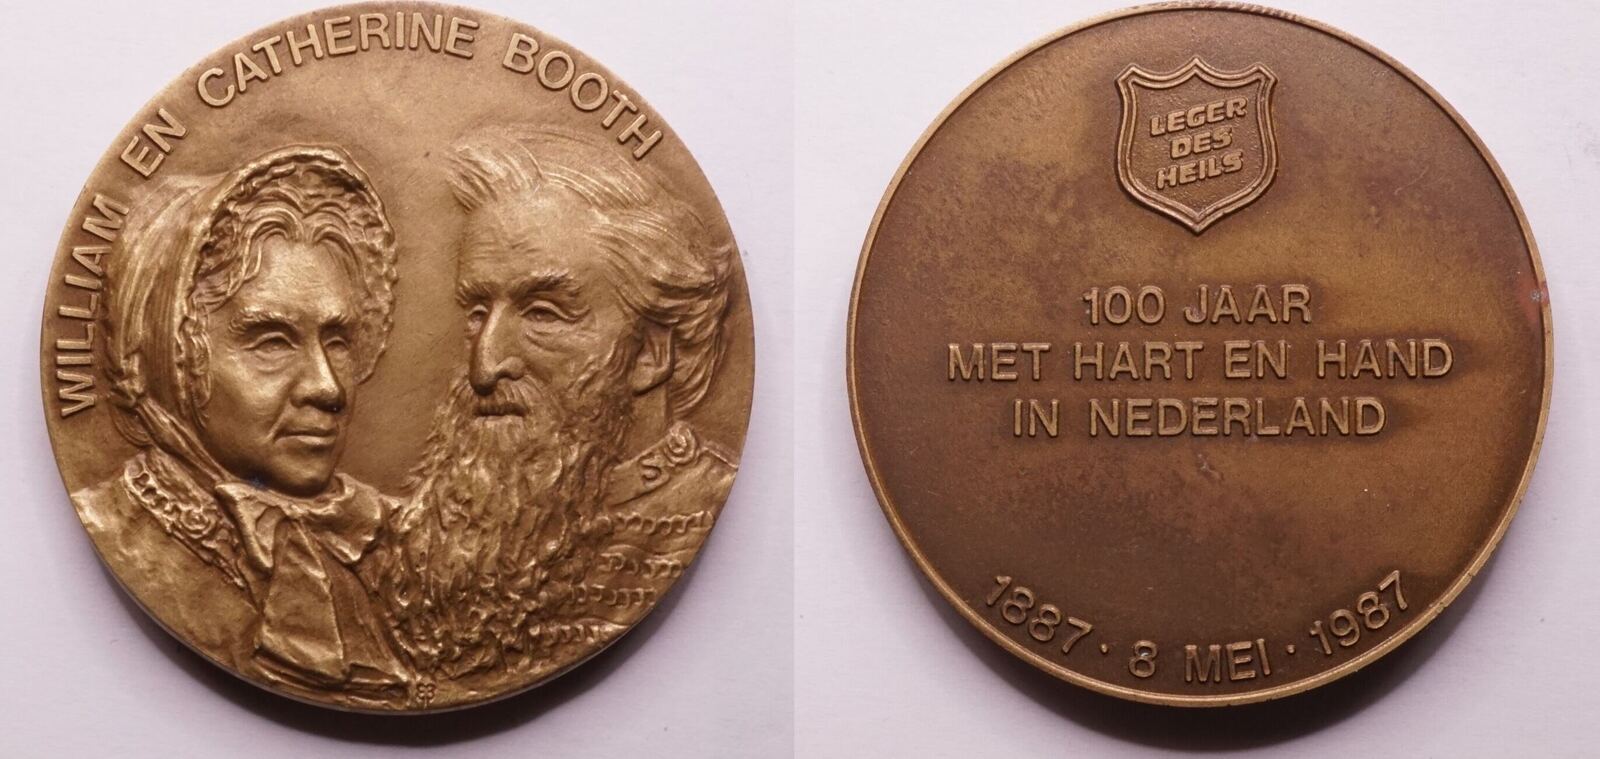 WILLIAM EN CATHERINE BOOTH
S
LEGER
DES
HEILS
100 JAAR
MET HART EN HAND
IN NEDERLAND
1887 · 8 MEI · 1987